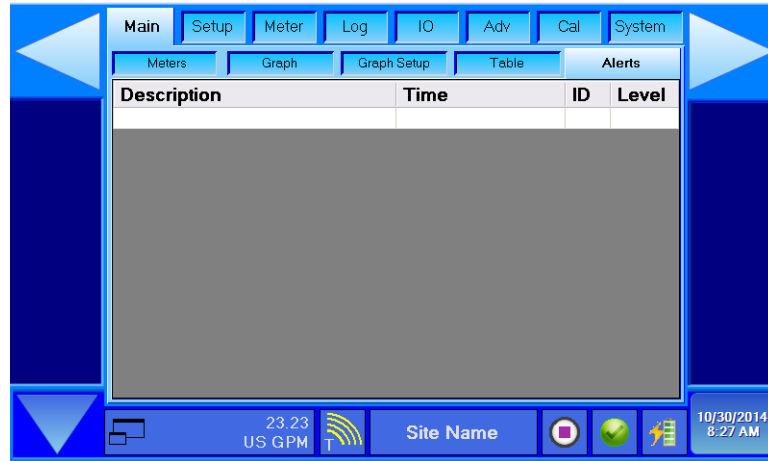 Main Setup Meter Log IO Adv Cal System
Meters Graph Graph Setup Table Alerts
Description Time ID Level
23.23
US GPM
T
Site Name
10/30/2014
8:27 AM